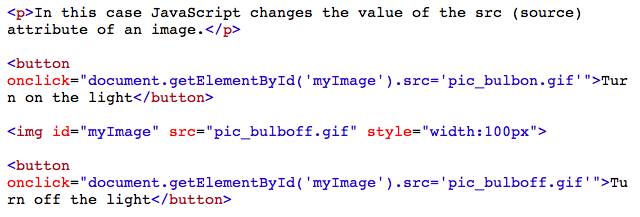 <p>In this case JavaScript changes the value of the src (source)
attribute of an image.</p>
<button
onclick="document.getElementById('myImage').src='pic_bulbon.gif'">Tur
n on the light</button>
<img id="myImage" src="pic_bulboff.gif" style="width:100px">
<button
onclick="document.getElementById('myImage').src='pic_bulboff.gif'">Tu
rn off the light</button>